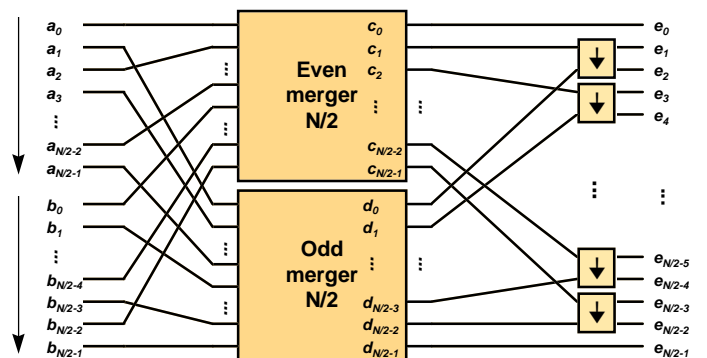 a0 c0 e0
a1 c1 e1
a2 Even c2 e2
a3 merger e3
⋮ N/2 ⋮ ⋮ e4
aN/2-2 cN/2-2
aN/2-1 cN/2-1
b0 d0
b1 Odd d1
⋮ merger ⋮ ⋮ eN/2-5
bN/2-4 N/2 eN/2-4
bN/2-3 dN/2-3 eN/2-3
bN/2-2 dN/2-2 eN/2-2
bN/2-1 dN/2-1 eN/2-1